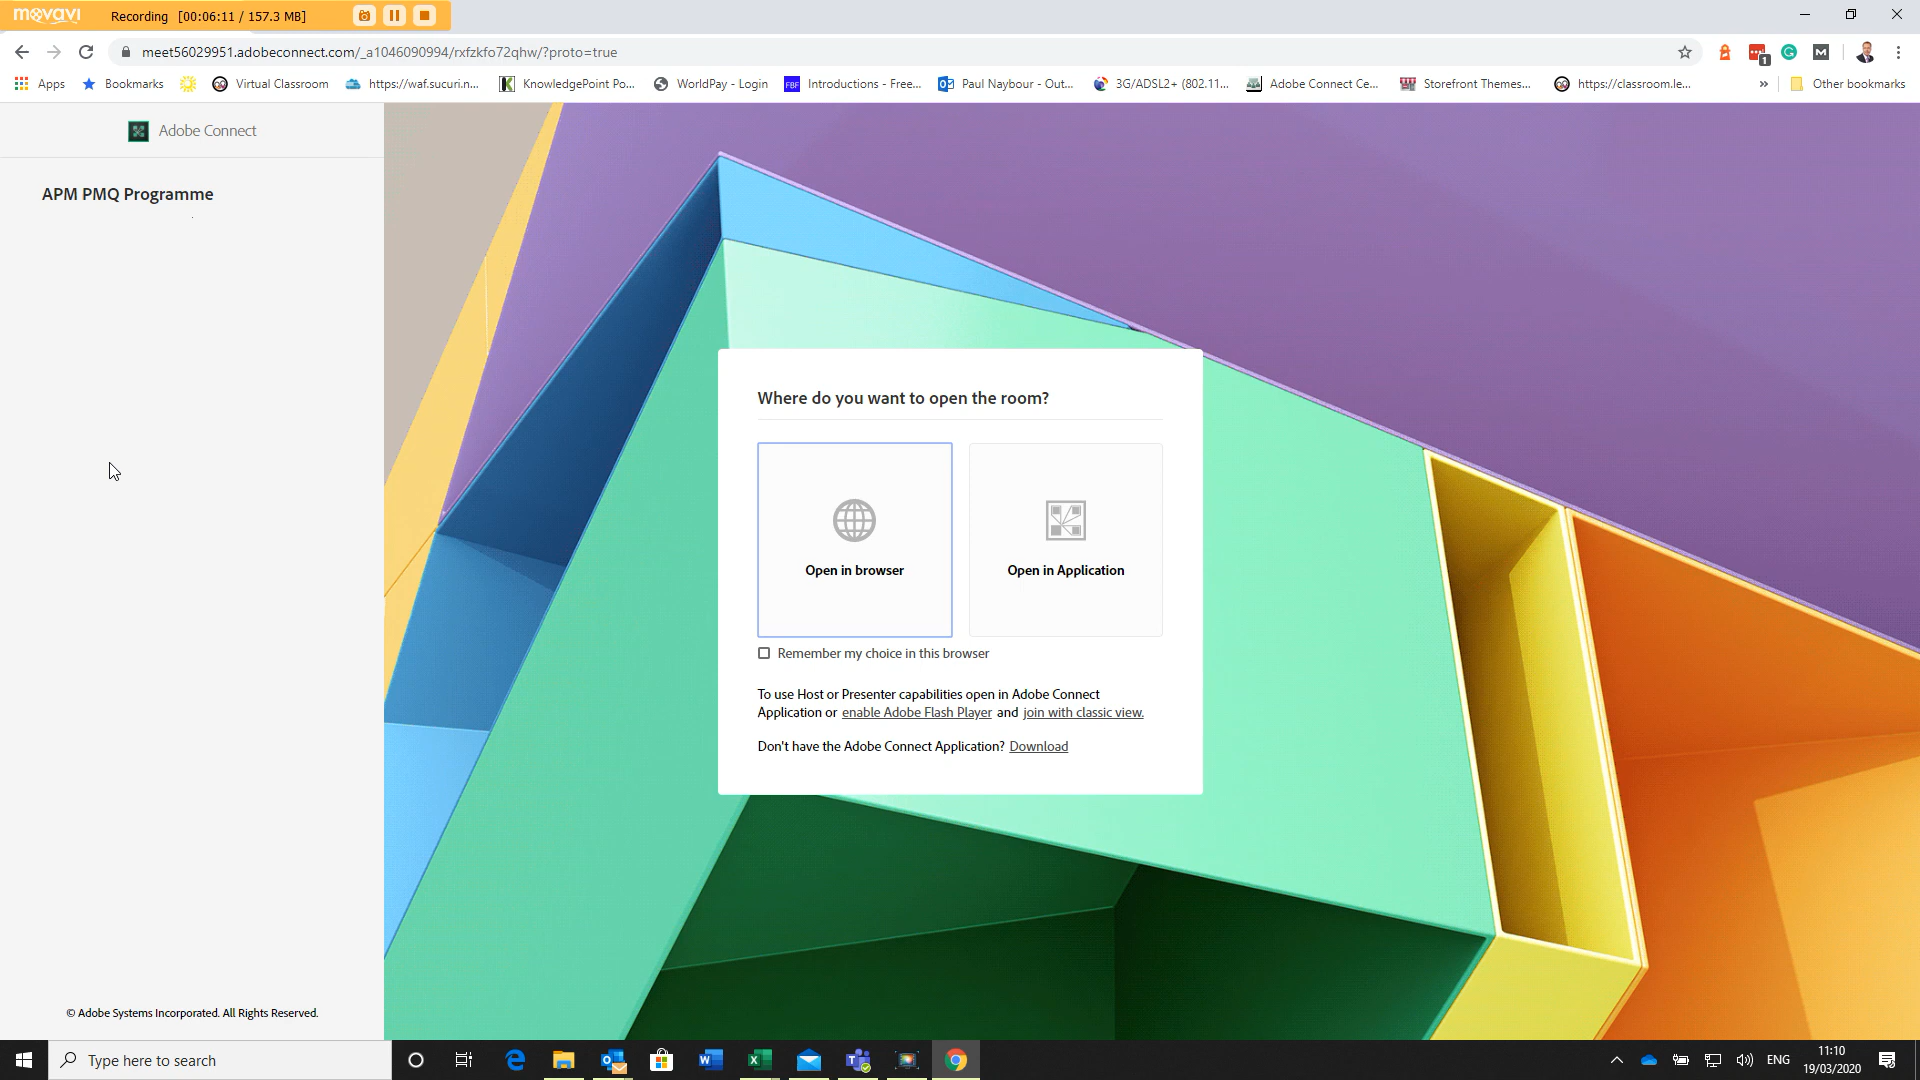 movavi
Recording [00:06:11 / 157.3 MB]
meet56029951.adobeconnect.com/_a1046090994/rxfzkfo72qhw/?proto=true
1
M
Apps
Bookmarks
Virtual Classroom
https://waf.sucuri.n...
KnowledgePoint Po...
WorldPay - Login
FBF
Introductions - Free...
Paul Naybour - Out...
3G/ADSL2+ (802.11...
Adobe Connect Ce...
Storefront Themes...
https://classroom.le...
»
Other bookmarks
Adobe Connect
APM PMQ Programme
Where do you want to open the room?
Open in browser
Open in Application
Remember my choice in this browser
To use Host or Presenter capabilities open in Adobe Connect
Application or enable Adobe Flash Player and join with classic view.
Don't have the Adobe Connect Application? Download
© Adobe Systems Incorporated. All Rights Reserved.
Type here to search
ENG
11:10
19/03/2020